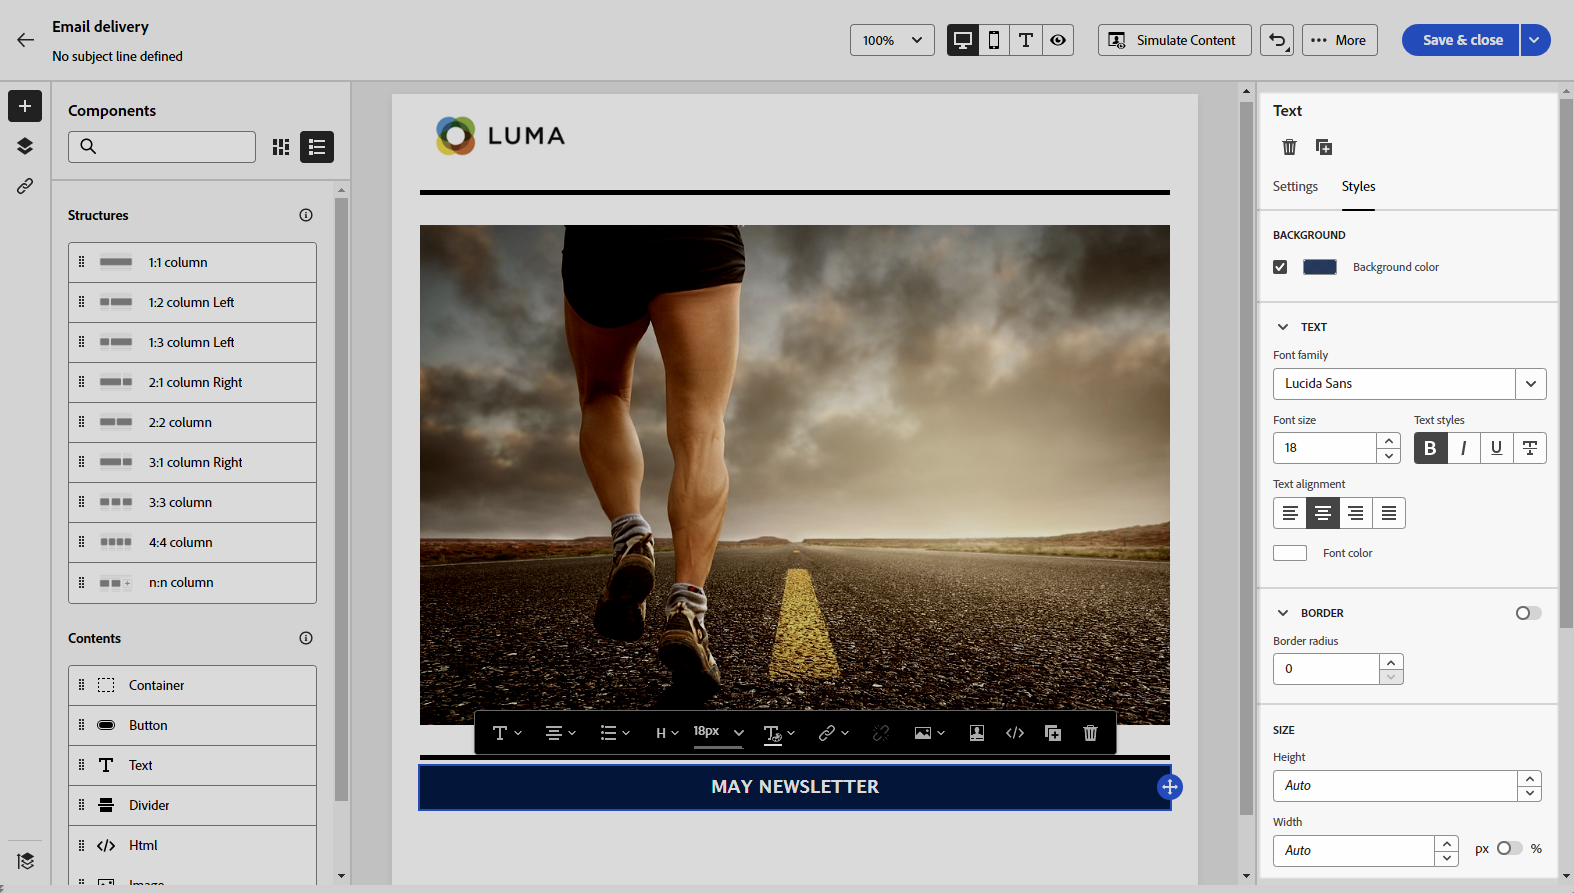 Email delivery
No subject line defined
100%
Simulate Content
More
Save & close
Components
Structures
1:1 column
1:2 column Left
1:3 column Left
2:1 column Right
2:2 column
3:1 column Right
3:3 column
4:4 column
n:n column
Contents
Container
Button
Text
Divider
Html
Image
LUMA
H
18px
MAY NEWSLETTER
Text
Settings
Styles
BACKGROUND
Background color
TEXT
Font family
Lucida Sans
Font size
Text styles
18
B I U T
Text alignment
Font color
BORDER
Border radius
0
SIZE
Height
Auto
Width
Auto
px
%